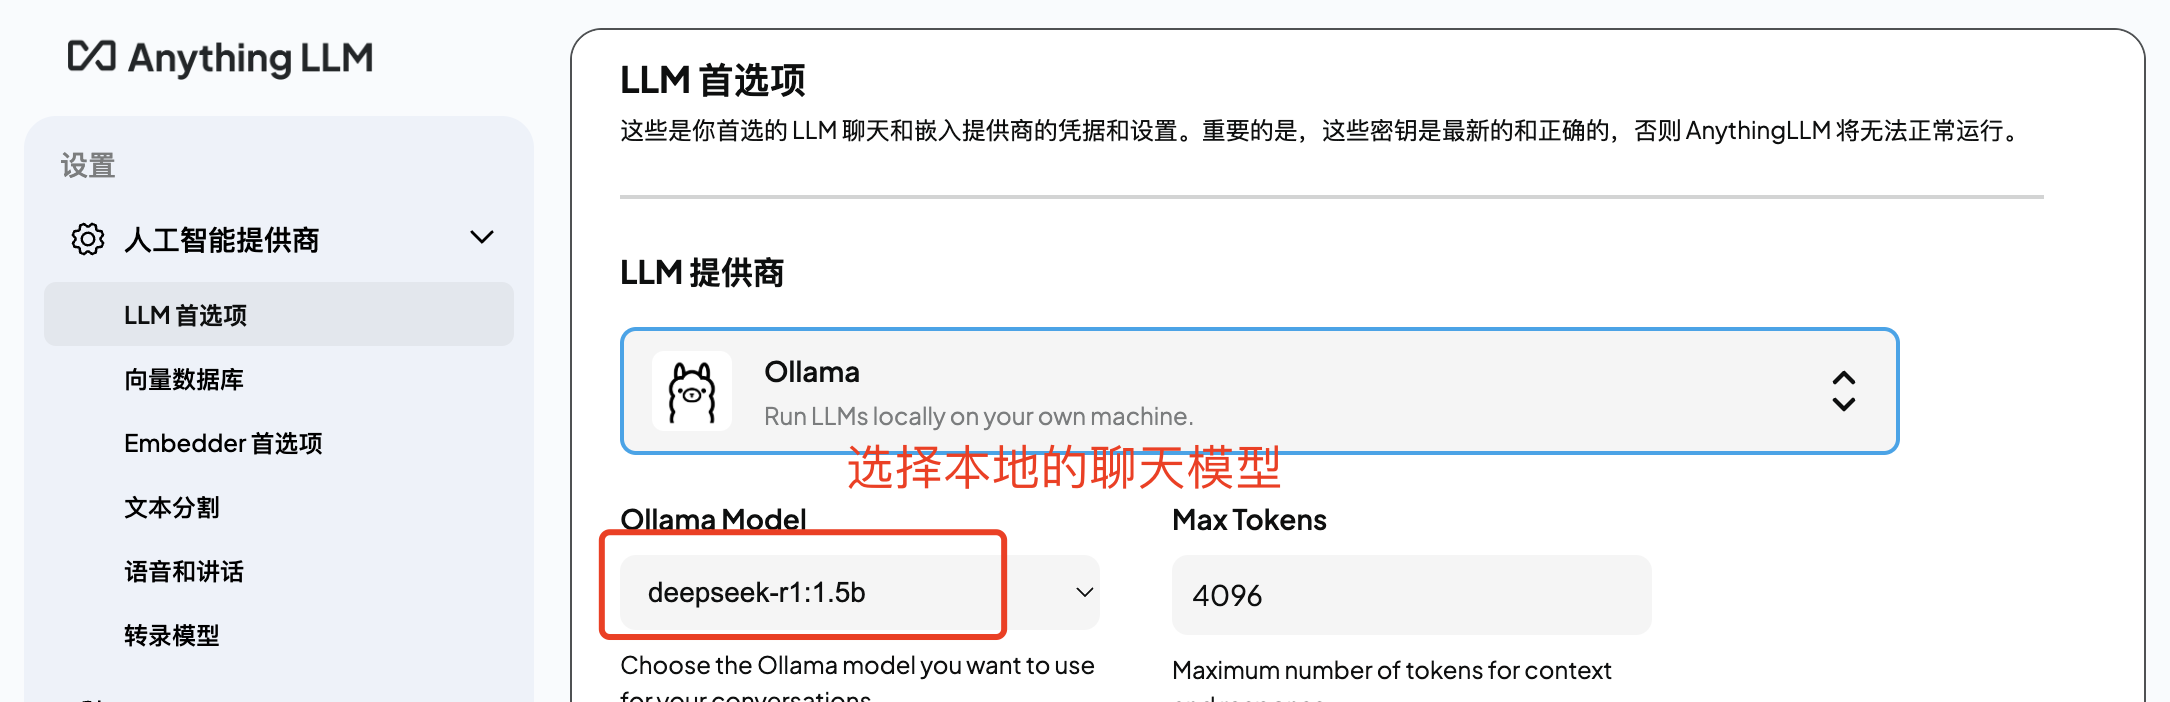 Anything LLM
设置
人工智能提供商
LLM 首选项
向量数据库
Embedder 首选项
文本分割
语音和讲话
转录模型
LLM 首选项
这些是你首选的 LLM 聊天和嵌入提供商的凭据和设置。重要的是，这些密钥是最新的和正确的，否则 AnythingLLM 将无法正常运行。
LLM 提供商
Ollama
Run LLMs locally on your own machine.
选择本地的聊天模型
Ollama Model
deepseek-r1:1.5b
Choose the Ollama model you want to use
for your conversations.
Max Tokens
4096
Maximum number of tokens for context